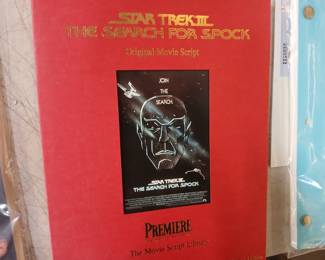 STAR TREK III
THE SEARCH FOR SPOCK
Original Movie Script
JOIN
THE
SEARCH
STAR TREK III
THE SEARCH FOR SPOCK
PREMIERE
The Movie Script Library